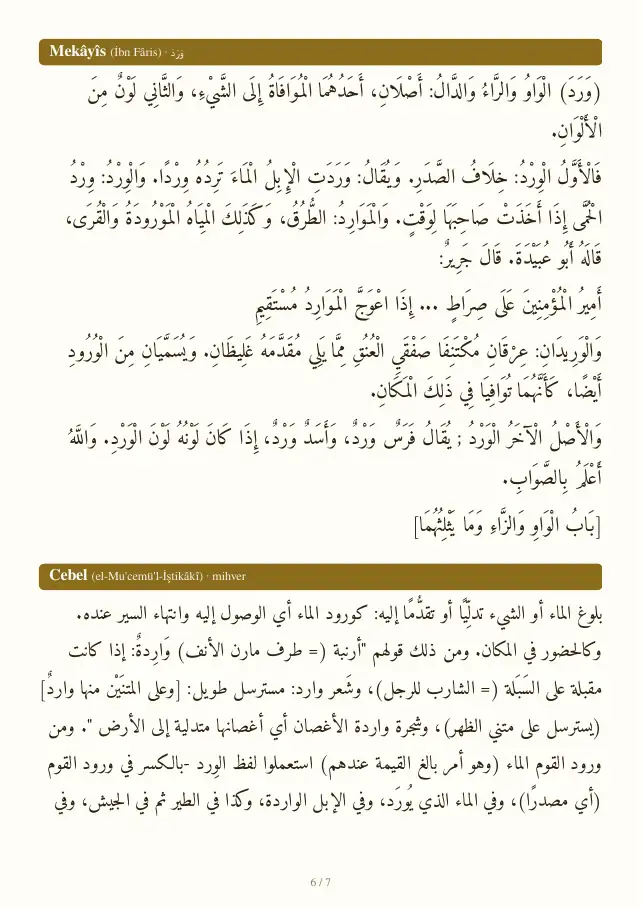 Mekâyîs (İbn Fâris) · وَرَدَ
(وَرَدَ) الْوَاوُ وَالرَّاءُ وَالدَّالُ: أَصْلَانِ، أَحَدُهُمَا الْمُوَافَاةُ إِلَى الشَّيْءِ، وَالثَّانِي لَوْنٌ مِنَ
الْأَلْوَانِ.
فَالْأَوَّلُ الْوِرْدُ: خِلَافُ الصَّدَرِ. وَيُقَالُ: وَرَدَتِ الْإِبِلُ الْمَاءَ تَرِدُهُ وِرْدًا. وَالْوِرْدُ: وِرْدُ
الْحُمَّى إِذَا أَخَذَتْ صَاحِبَهَا لِوَقْتٍ. وَالْمَوَارِدُ: الطُّرُقُ، وَكَذَلِكَ الْمِيَاهُ الْمَوْرُودَةُ وَالْقُرَى،
قَالَهُ أَبُو عُبَيْدَةَ. قَالَ جَرِيرٌ:
أَمِيرُ الْمُؤْمِنِينَ عَلَى صِرَاطٍ ... إِذَا اعْوَجَّ الْمَوَارِدُ مُسْتَقِيمِ
وَالْوَرِيدَانِ: عِرْقَانِ مُكْتَنِفَا صَفْقَيِ الْعُنُقِ مِمَّا يَلِي مُقَدَّمَهُ غَلِيظَانِ. وَيُسَمَّيَانِ مِنَ الْوُرُودِ
أَيْضًا، كَأَنَّهُمَا تُوَافِيَا فِي ذَلِكَ الْمَكَانِ.
وَالْأَصْلُ الْآخَرُ الْوَرْدُ ; يُقَالُ فَرَسٌ وَرْدٌ، وَأَسَدٌ وَرْدٌ، إِذَا كَانَ لَوْنُهُ لَوْنَ الْوَرْدِ. وَاللَّهُ
أَعْلَمُ بِالصَّوَابِ.
[بَابُ الْوَاوِ وَالزَّاءِ وَمَا يَثْلِثُهُمَا]
Cebel (el-Mu'cemü'l-İştikâkî) · mihver
بلوغ الماء أو الشيء تدلِّيًا أو تقدُّمًا إليه: كورود الماء أي الوصول إليه وانتهاء السير عنده.
وكالحضور في المكان. ومن ذلك قولهم "أرنبة (= طرف مارن الأنف) وَارِدةٌ: إذا كانت
مقبلة على السَبَلة (= الشارب للرجل)، وشَعر وارد: مسترسل طويل: [وعلى المتنَيْن منها واردٌ]
(يسترسل على متني الظهر)، وشجرة واردة الأغصان أي أغصانها متدلية إلى الأرض ". ومن
ورود القوم الماء (وهو أمر بالغ القيمة عندهم) استعملوا لفظ الوِرد -بالكسر في ورود القوم
(أي مصدرًا)، وفي الماء الذي يُورَد، وفي الإبل الواردة، وكذا في الطير ثم في الجيش، وفي
6 / 7